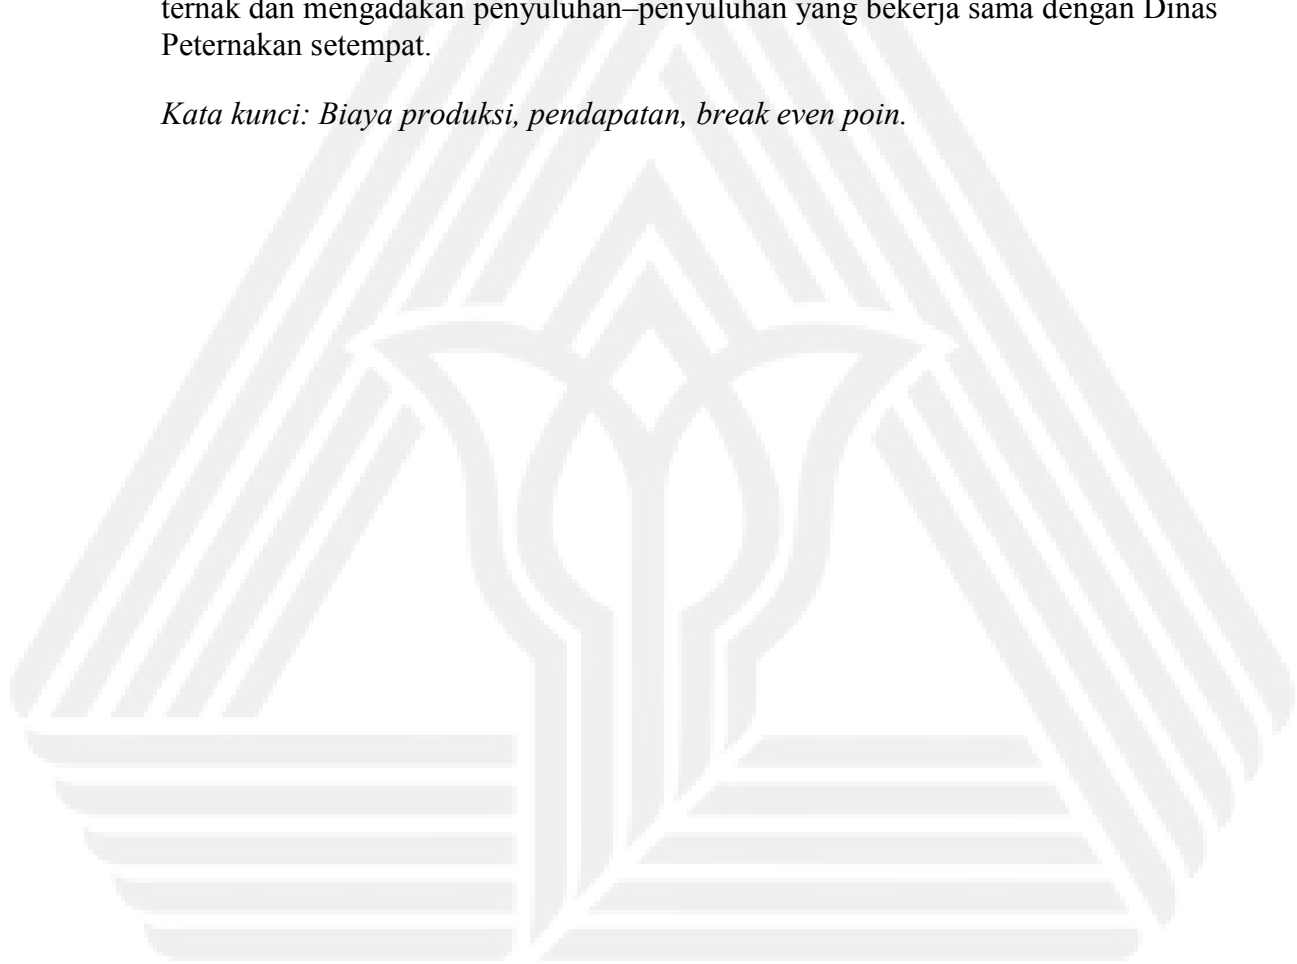 ternak dan mengadakan penyuluhan–penyuluhan yang bekerja sama dengan Dinas
Peternakan setempat.
Kata kunci: Biaya produksi, pendapatan, break even poin.